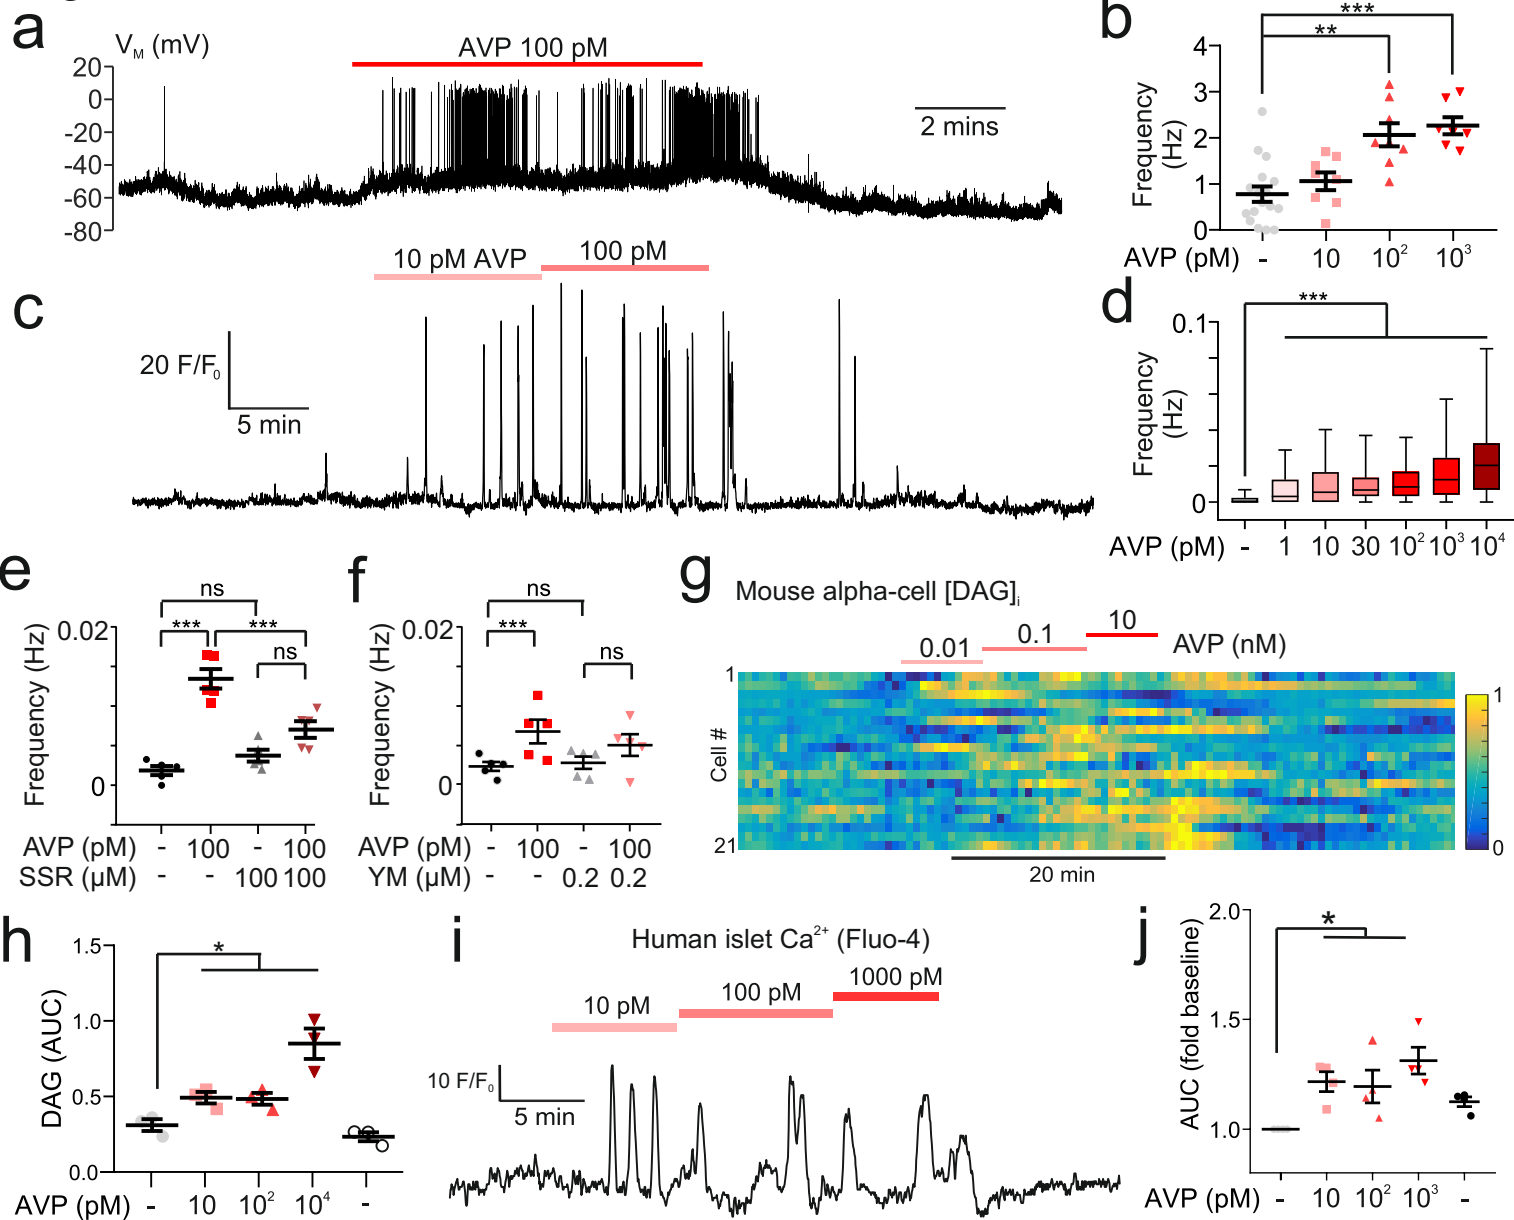 a
V_M (mV)
AVP 100 pM
20
0
-20
-40
-60
-80
2 mins
b
***
**
4
3
2
1
0
Frequency
(Hz)
AVP (pM) - 10 10² 10³
c
10 pM AVP
100 pM
20 F/F₀
5 min
d
***
0.1
0
Frequency
(Hz)
AVP (pM) - 1 10 30 10² 10³ 10⁴
e
ns
*** ***
ns
0.02
0
Frequency (Hz)
AVP (pM) - 100 - 100
SSR (µM) - - 100 100
f
ns
***
ns
0.02
0
Frequency (Hz)
AVP (pM) - 100 - 100
YM (µM) - - 0.2 0.2
g
Mouse alpha-cell [DAG]ᵢ
0.01 0.1 10 AVP (nM)
1
Cell #
21
20 min
1
0
h
*
1.5
1.0
0.5
0.0
DAG (AUC)
AVP (pM) - 10 10² 10⁴ -
i
Human islet Ca²⁺ (Fluo-4)
10 pM
100 pM
1000 pM
10 F/F₀
5 min
j
*
2.0
1.5
1.0
AUC (fold baseline)
AVP (pM) - 10 10² 10³ -